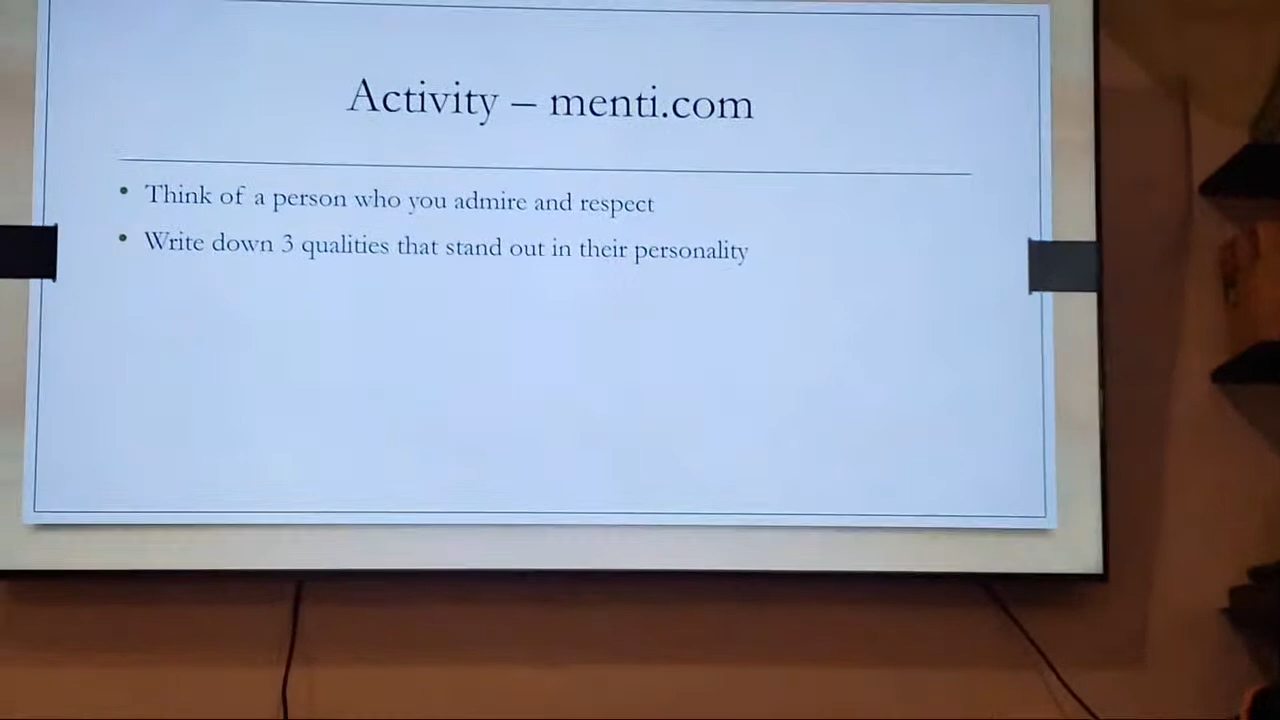 Activity – menti.com
• Think of a person who you admire and respect
• Write down 3 qualities that stand out in their personality